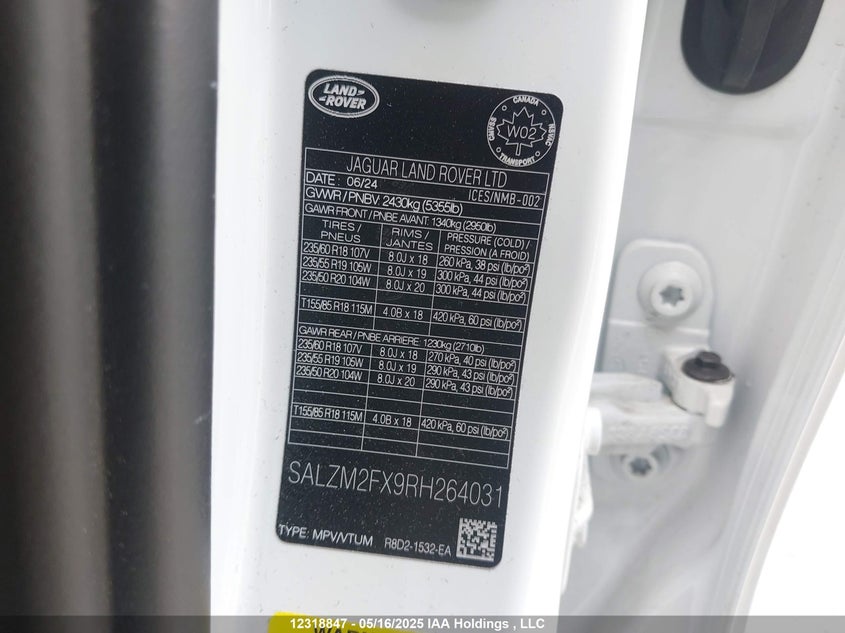 LAND
ROVER
CANADA
CMVSS
NSVAC
W02
TRANSPORT
JAGUAR LAND ROVER LTD
DATE : 06/24
ICES/NMB-002
GVWR / PNBV: 2430kg (5355lb)
GAWR FRONT / PNBE AVANT: 1340kg (2950lb)
TIRES / PNEUS RIMS / JANTES PRESSURE (COLD) / PRESSION (A FROID)
235/60 R18 107V 8.0J x 18 260 kPa, 38 psi (lb/po²)
235/55 R19 105W 8.0J x 19 300 kPa, 44 psi (lb/po²)
235/50 R20 104W 8.0J x 20 300 kPa, 44 psi (lb/po²)
T155/85 R18 115M 4.0B x 18 420 kPa, 60 psi (lb/po²)
GAWR REAR / PNBE ARRIERE: 1230kg (2710lb)
235/60 R18 107V 8.0J x 18 270 kPa, 40 psi (lb/po²)
235/55 R19 105W 8.0J x 19 290 kPa, 43 psi (lb/po²)
235/50 R20 104W 8.0J x 20 290 kPa, 43 psi (lb/po²)
T155/85 R18 115M 4.0B x 18 420 kPa, 60 psi (lb/po²)
SALZM2FX9RH264031
TYPE: MPV/VTUM R8D2-1532-EA
12318847 - 05/16/2025 IAA Holdings , LLC